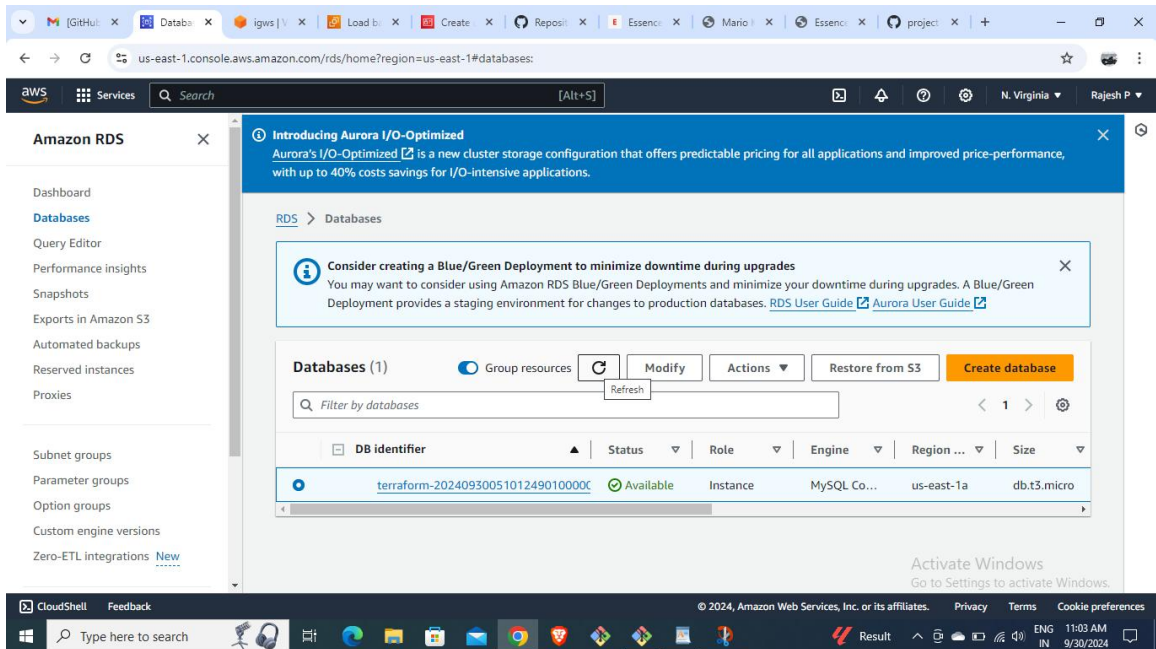 [GitHub
Databa
igws | V
Load b
Create
Reposit
Essence
Mario
Essence
project
us-east-1.console.aws.amazon.com/rds/home?region=us-east-1#databases:
aws
Services
Search
[Alt+S]
N. Virginia
Rajesh P
Amazon RDS
Dashboard
Databases
Query Editor
Performance insights
Snapshots
Exports in Amazon S3
Automated backups
Reserved instances
Proxies
Subnet groups
Parameter groups
Option groups
Custom engine versions
Zero-ETL integrations New
Introducing Aurora I/O-Optimized
Aurora's I/O-Optimized is a new cluster storage configuration that offers predictable pricing for all applications and improved price-performance,
with up to 40% costs savings for I/O-intensive applications.
RDS > Databases
Consider creating a Blue/Green Deployment to minimize downtime during upgrades
You may want to consider using Amazon RDS Blue/Green Deployments and minimize your downtime during upgrades. A Blue/Green
Deployment provides a staging environment for changes to production databases. RDS User Guide Aurora User Guide
Databases (1)
Group resources
Modify
Actions
Restore from S3
Create database
Refresh
Filter by databases
1
DB identifier
Status
Role
Engine
Region ...
Size
Available
Instance
MySQL Co...
us-east-1a
db.t3.micro
Activate Windows
Go to Settings to activate Windows.
CloudShell
Feedback
© 2024, Amazon Web Services, Inc. or its affiliates.
Privacy
Terms
Cookie preferences
Type here to search
Result
ENG
IN
11:03 AM
9/30/2024